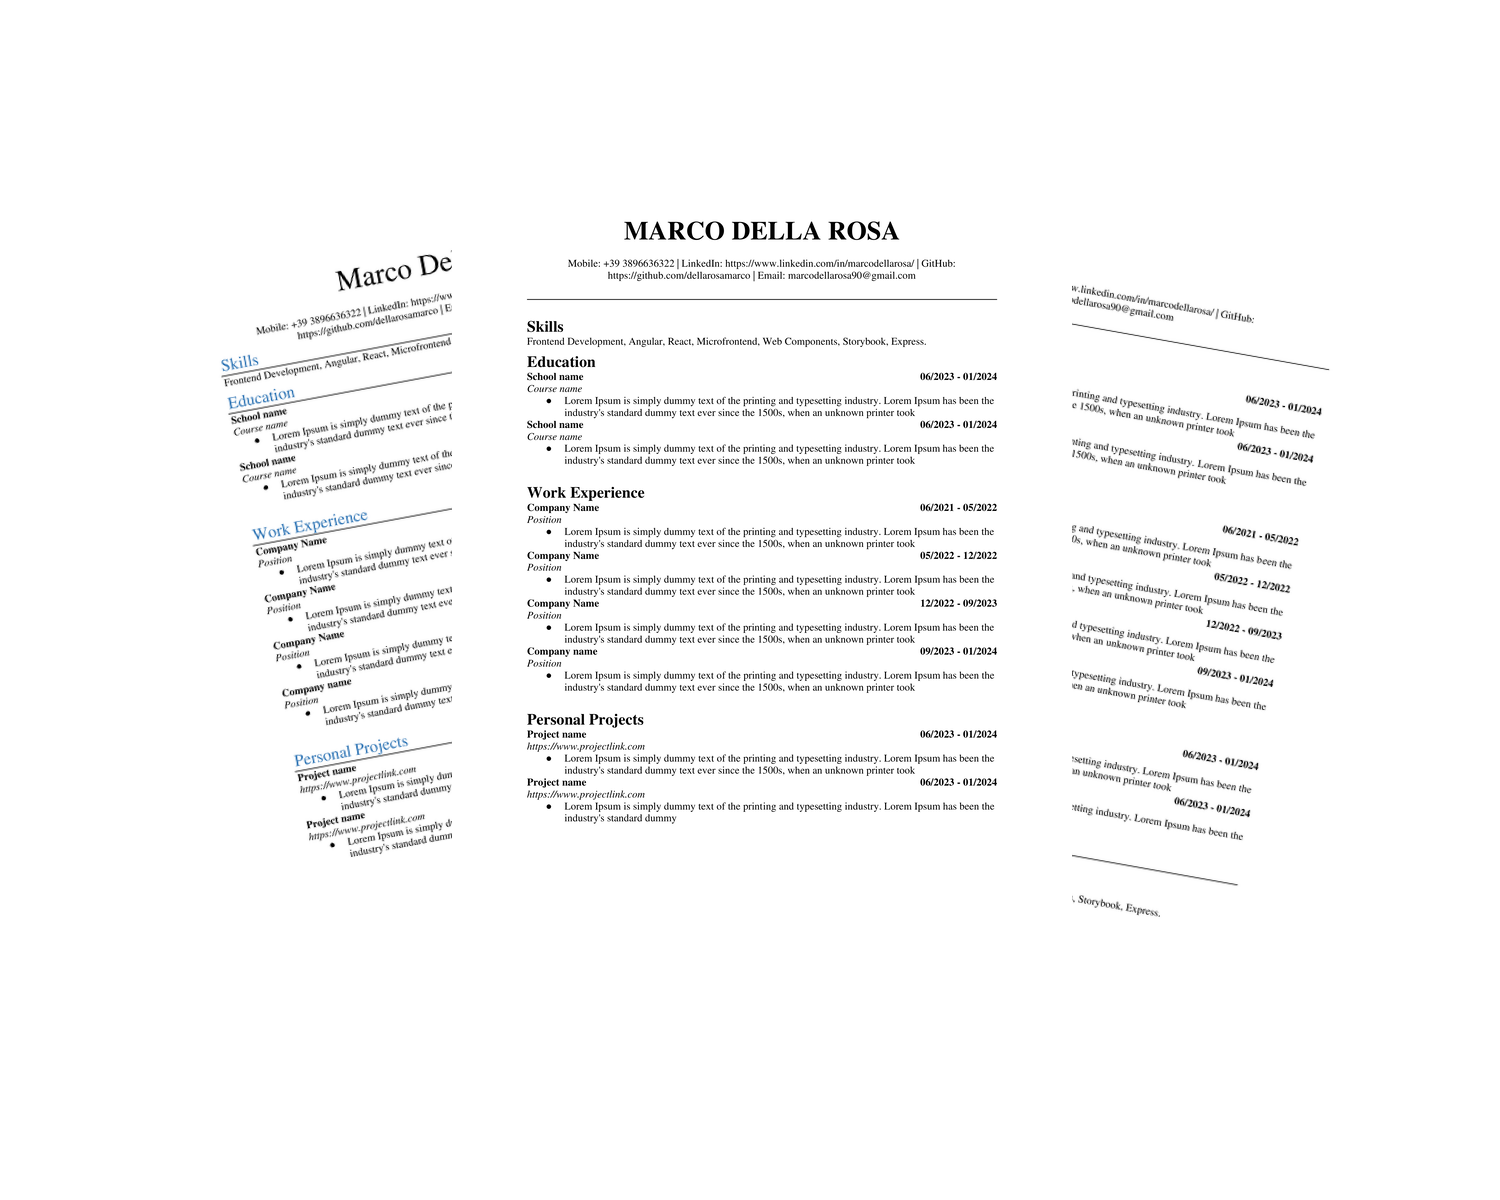 Marco De
Mobile: +39 3896636322 | LinkedIn: https://ww
https://github.com/dellarosamarco | E
Skills
Frontend Development, Angular, React, Microfrontend
Education
School name
Course name
● Lorem Ipsum is simply dummy text of the p
industry's standard dummy text ever since t
School name
Course name
● Lorem Ipsum is simply dummy text of the
industry's standard dummy text ever since
Work Experience
Company Name
Position
● Lorem Ipsum is simply dummy text o
industry's standard dummy text ever s
Company Name
Position
● Lorem Ipsum is simply dummy text
industry's standard dummy text ever
Company Name
Position
● Lorem Ipsum is simply dummy te
industry's standard dummy text e
Company name
Position
● Lorem Ipsum is simply dummy
industry's standard dummy text
Personal Projects
Project name
https://www.projectlink.com
● Lorem Ipsum is simply dum
industry's standard dummy
Project name
https://www.projectlink.com
● Lorem Ipsum is simply d
industry's standard dumm
MARCO DELLA ROSA
Mobile: +39 3896636322 | LinkedIn: https://www.linkedin.com/in/marcodellarosa/ | GitHub:
https://github.com/dellarosamarco | Email: marcodellarosa90@gmail.com
Skills
Frontend Development, Angular, React, Microfrontend, Web Components, Storybook, Express.
Education
School name 06/2023 - 01/2024
Course name
● Lorem Ipsum is simply dummy text of the printing and typesetting industry. Lorem Ipsum has been the
industry's standard dummy text ever since the 1500s, when an unknown printer took
School name 06/2023 - 01/2024
Course name
● Lorem Ipsum is simply dummy text of the printing and typesetting industry. Lorem Ipsum has been the
industry's standard dummy text ever since the 1500s, when an unknown printer took
Work Experience
Company Name 06/2021 - 05/2022
Position
● Lorem Ipsum is simply dummy text of the printing and typesetting industry. Lorem Ipsum has been the
industry's standard dummy text ever since the 1500s, when an unknown printer took
Company Name 05/2022 - 12/2022
Position
● Lorem Ipsum is simply dummy text of the printing and typesetting industry. Lorem Ipsum has been the
industry's standard dummy text ever since the 1500s, when an unknown printer took
Company Name 12/2022 - 09/2023
Position
● Lorem Ipsum is simply dummy text of the printing and typesetting industry. Lorem Ipsum has been the
industry's standard dummy text ever since the 1500s, when an unknown printer took
Company name 09/2023 - 01/2024
Position
● Lorem Ipsum is simply dummy text of the printing and typesetting industry. Lorem Ipsum has been the
industry's standard dummy text ever since the 1500s, when an unknown printer took
Personal Projects
Project name 06/2023 - 01/2024
https://www.projectlink.com
● Lorem Ipsum is simply dummy text of the printing and typesetting industry. Lorem Ipsum has been the
industry's standard dummy text ever since the 1500s, when an unknown printer took
Project name 06/2023 - 01/2024
https://www.projectlink.com
● Lorem Ipsum is simply dummy text of the printing and typesetting industry. Lorem Ipsum has been the
industry's standard dummy
w.linkedin.com/in/marcodellarosa/ | GitHub:
dellarosa90@gmail.com
06/2023 - 01/2024
rinting and typesetting industry. Lorem Ipsum has been the
e 1500s, when an unknown printer took
06/2023 - 01/2024
nting and typesetting industry. Lorem Ipsum has been the
1500s, when an unknown printer took
06/2021 - 05/2022
g and typesetting industry. Lorem Ipsum has been the
0s, when an unknown printer took
05/2022 - 12/2022
and typesetting industry. Lorem Ipsum has been the
, when an unknown printer took
12/2022 - 09/2023
d typesetting industry. Lorem Ipsum has been the
when an unknown printer took
09/2023 - 01/2024
typesetting industry. Lorem Ipsum has been the
en an unknown printer took
06/2023 - 01/2024
setting industry. Lorem Ipsum has been the
an unknown printer took
06/2023 - 01/2024
tting industry. Lorem Ipsum has been the
, Storybook, Express.